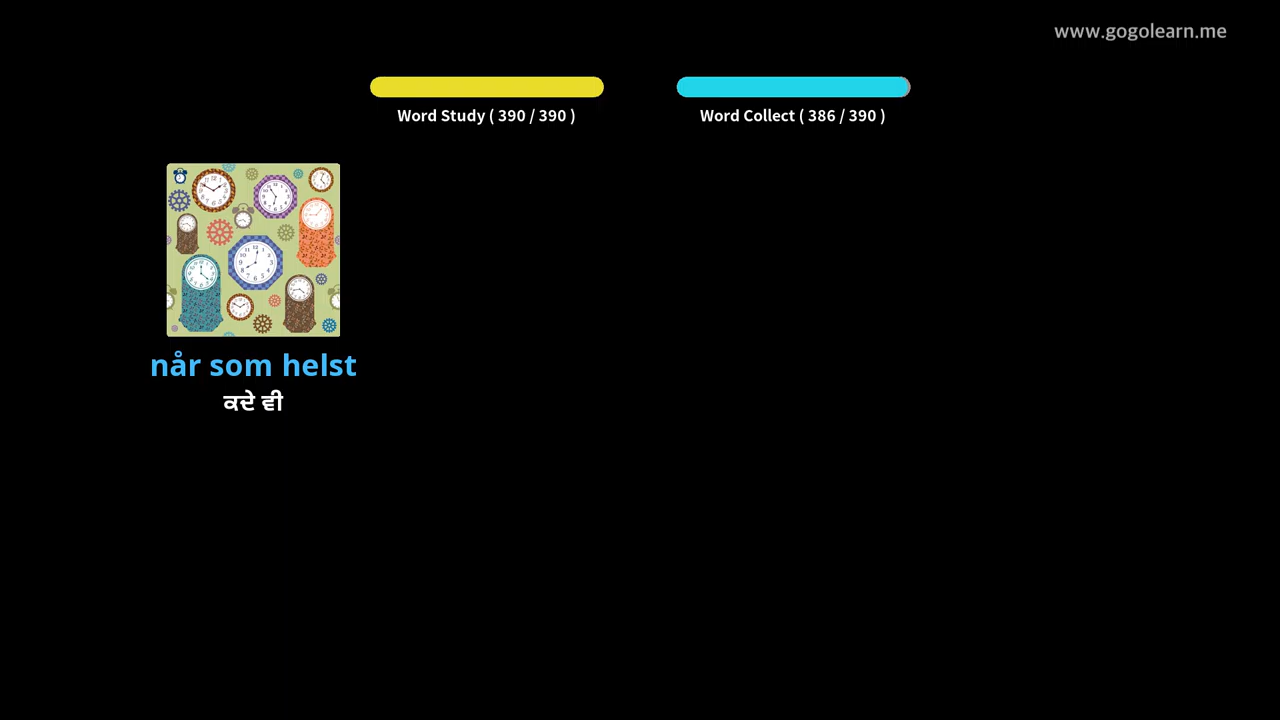 www.gogolearn.me
Word Study ( 390 / 390 )
Word Collect ( 386 / 390 )
når som helst
ਕਦੇ ਵੀ